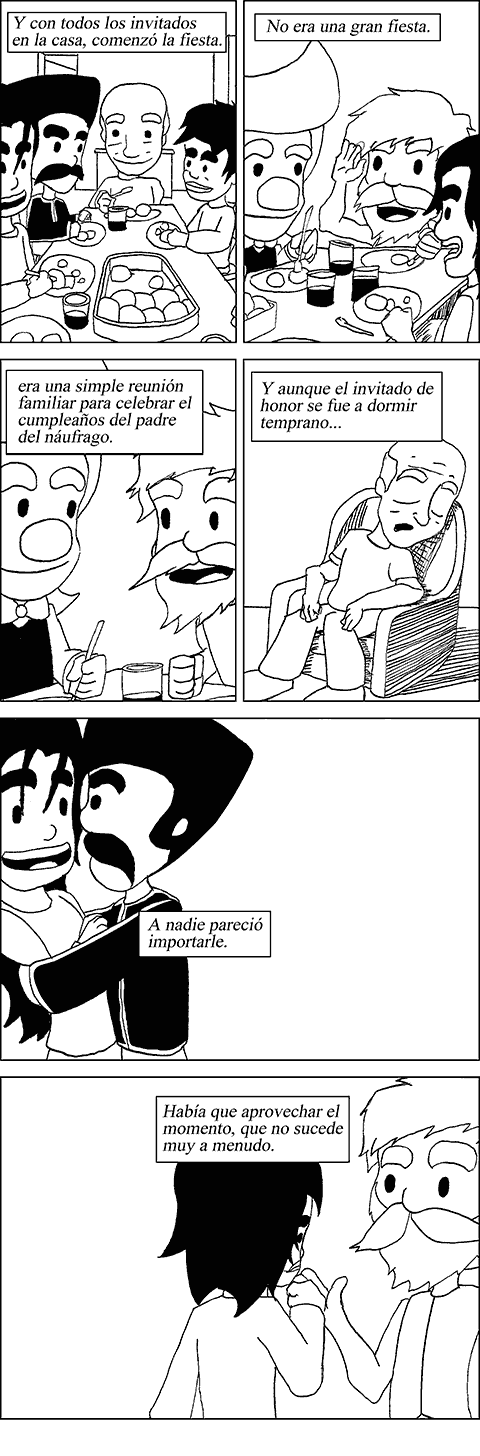 Y con todos los invitados
en la casa, comenzó la fiesta.
No era una gran fiesta.
era una simple reunión
familiar para celebrar el
cumpleaños del padre
del náufrago.
Y aunque el invitado de
honor se fue a dormir
temprano...
A nadie pareció
importarle.
Había que aprovechar el
momento, que no sucede
muy a menudo.